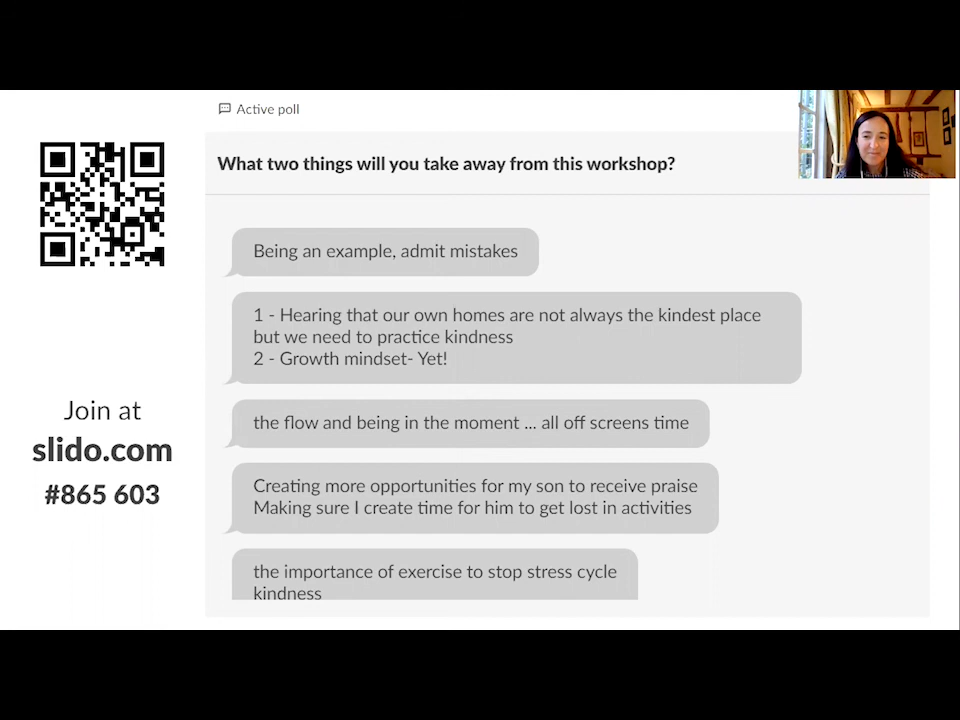 Active poll
What two things will you take away from this workshop?
Being an example, admit mistakes
1 - Hearing that our own homes are not always the kindest place
but we need to practice kindness
2 - Growth mindset- Yet!
the flow and being in the moment ... all off screens time
Creating more opportunities for my son to receive praise
Making sure I create time for him to get lost in activities
the importance of exercise to stop stress cycle
kindness
Join at
slido.com
#865 603